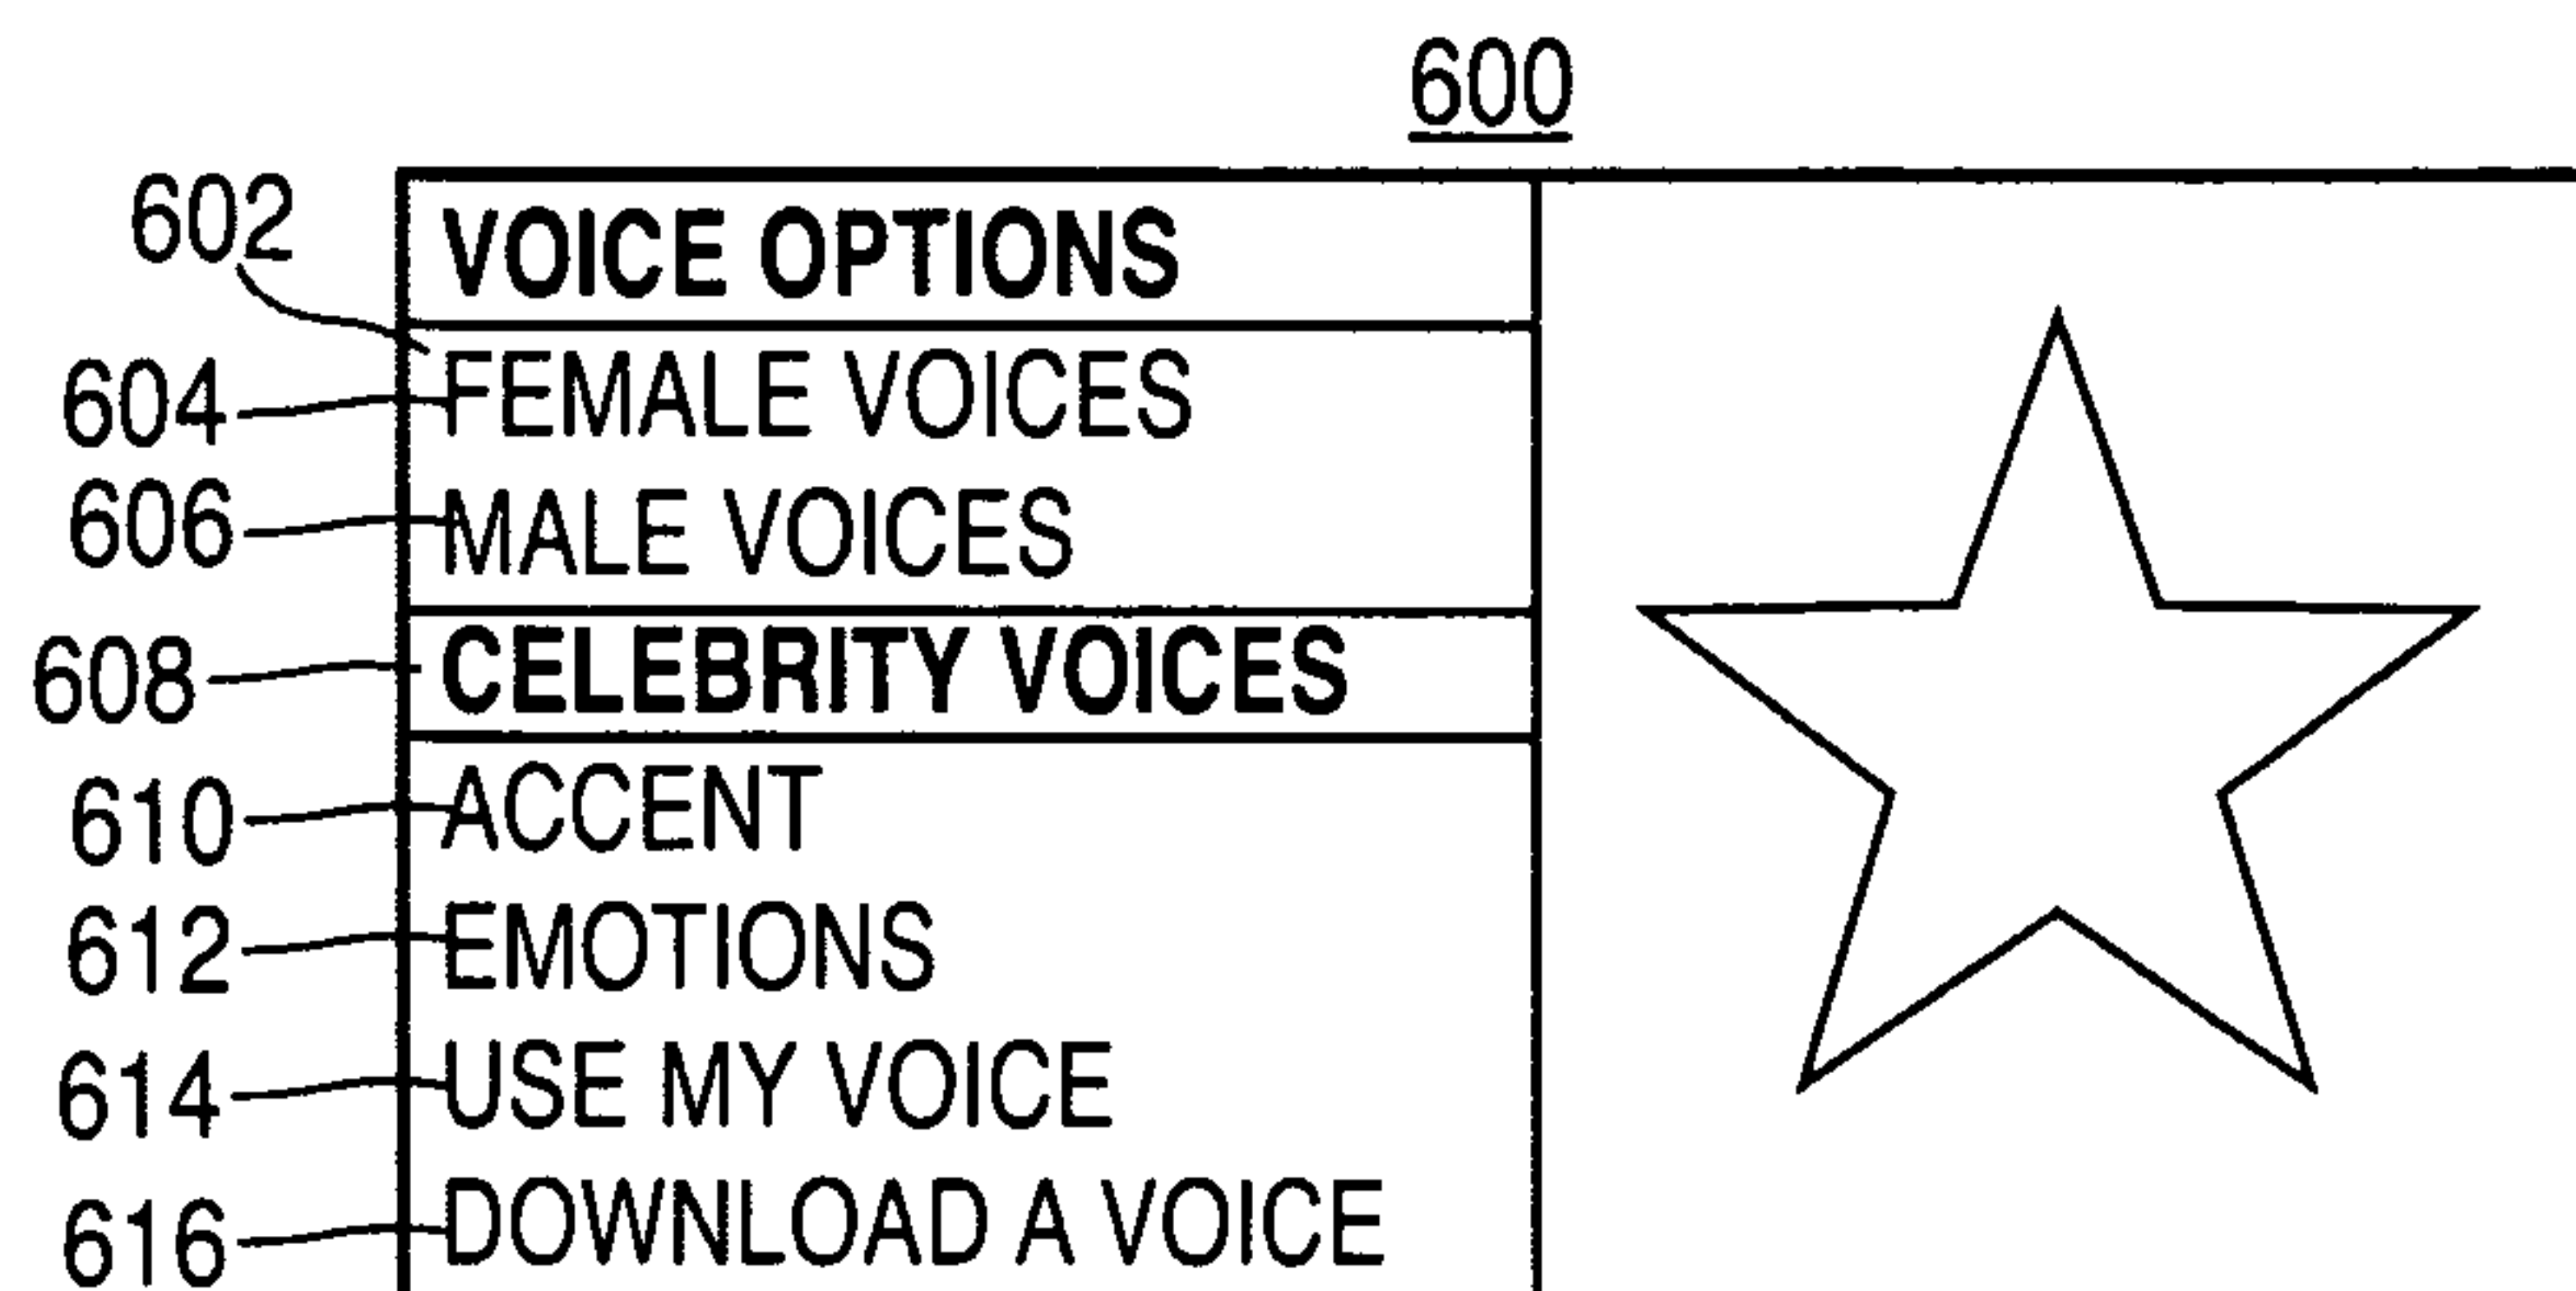 600
602 VOICE OPTIONS
604 FEMALE VOICES
606 MALE VOICES
608 CELEBRITY VOICES
610 ACCENT
612 EMOTIONS
614 USE MY VOICE
616 DOWNLOAD A VOICE